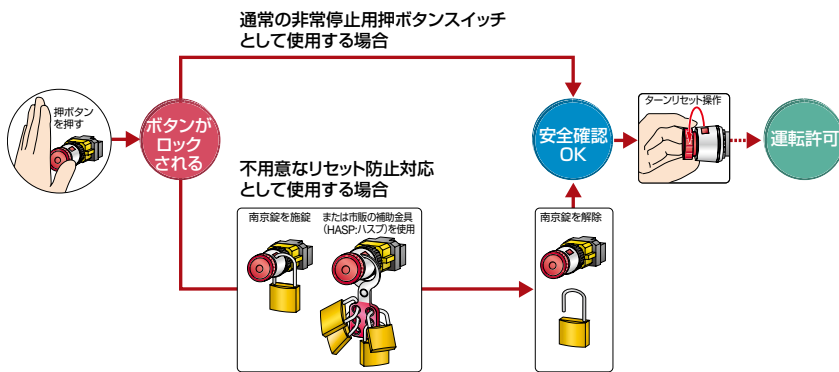 通常の非常停止用押ボタンスイッチ
として使用する場合
押ボタン
を押す
ボタンが
ロック
される
安全確認
OK
ターンリセット操作
運転許可
不用意なリセット防止対応
として使用する場合
南京錠を施錠
または市販の補助金具
(HASP:ハスプ)を使用
南京錠を解除